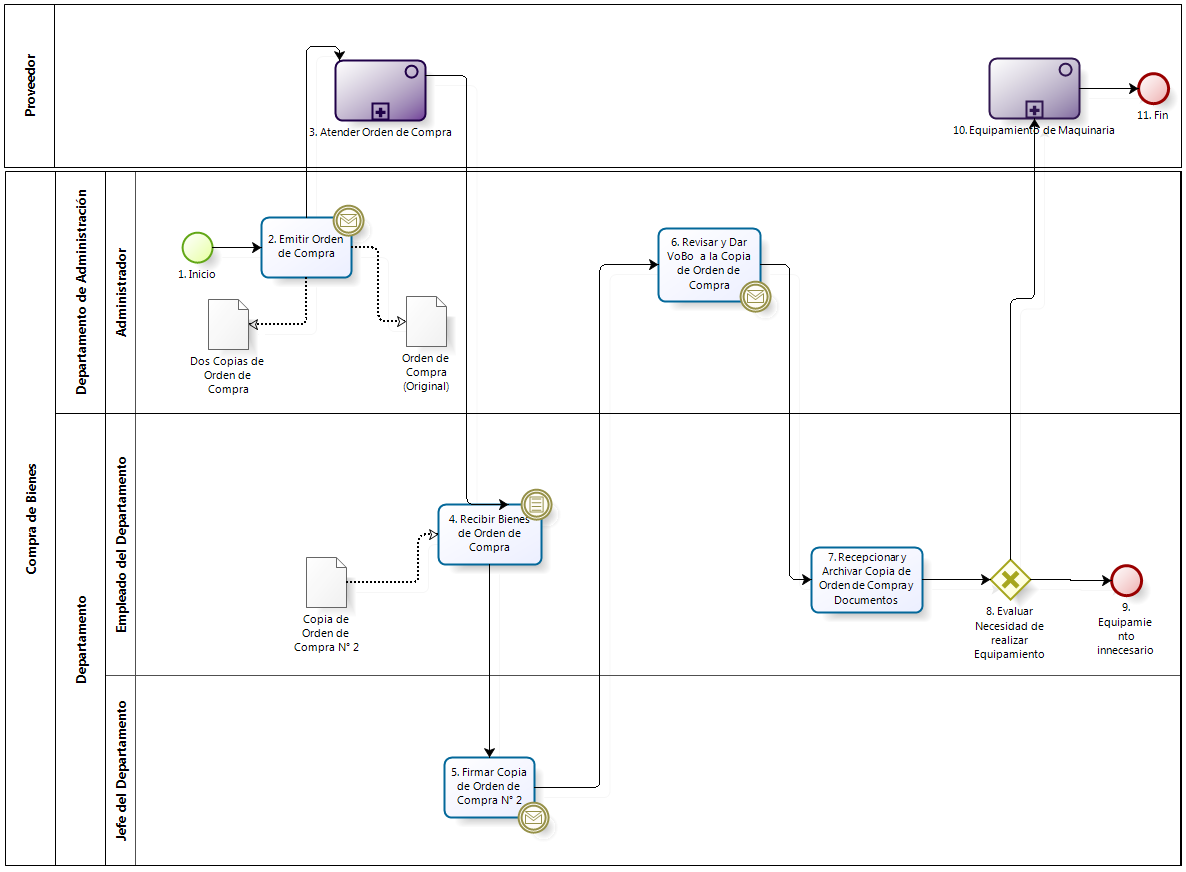 Proveedor
3. Atender Orden de Compra
10. Equipamiento de Maquinaria
11. Fin
Compra de Bienes
Departamento de Administración
Administrador
1. Inicio
2. Emitir Orden
de Compra
Dos Copias de
Orden de
Compra
Orden de
Compra
(Original)
6. Revisar y Dar
VoBo a la Copia
de Orden de
Compra
Departamento
Empleado del Departamento
4. Recibir Bienes
de Orden de
Compra
Copia de
Orden de
Compra N° 2
7. Recepcionar y
Archivar Copia de
Orden de Compra y
Documentos
8. Evaluar
Necesidad de
realizar
Equipamiento
9.
Equipamie
nto
innecesario
Jefe del Departamento
5. Firmar Copia
de Orden de
Compra N° 2